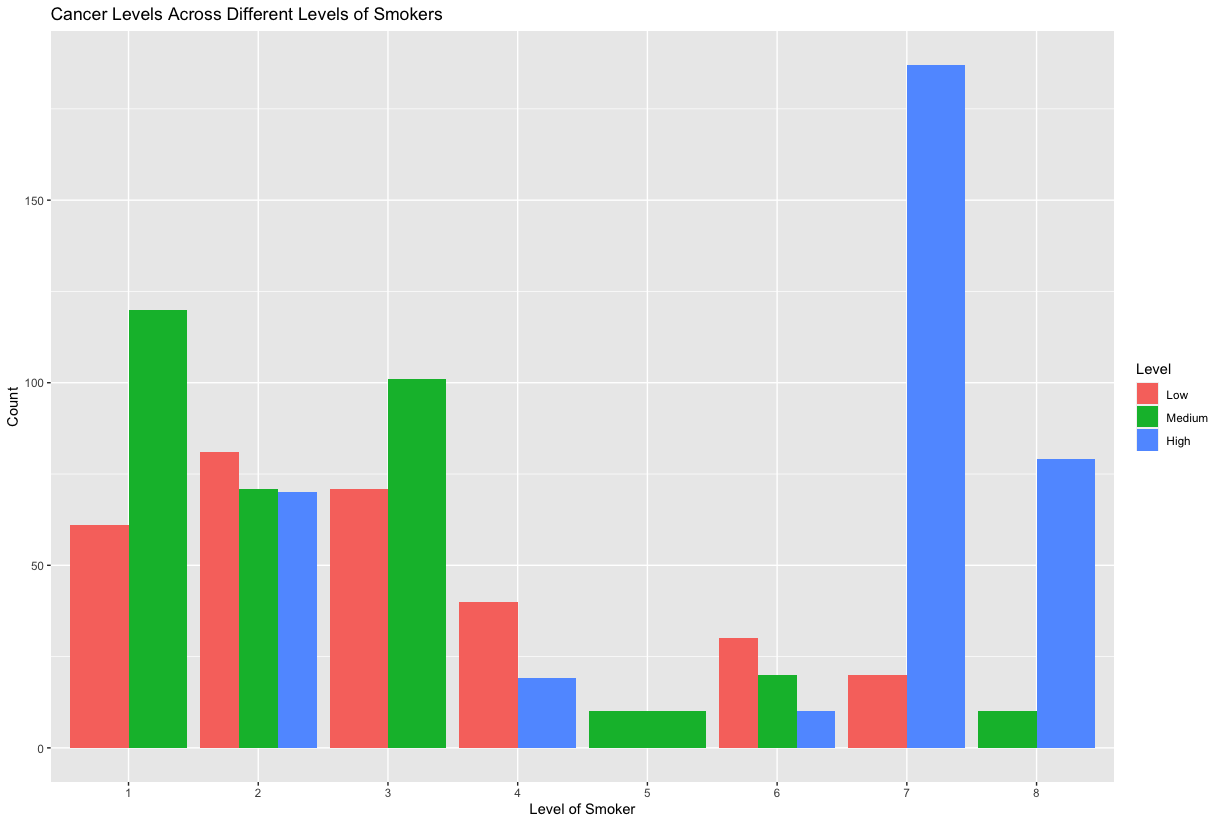 Cancer Levels Across Different Levels of Smokers
150
100
50
0
Count
1 2 3 4 5 6 7 8
Level of Smoker
Level
Low
Medium
High